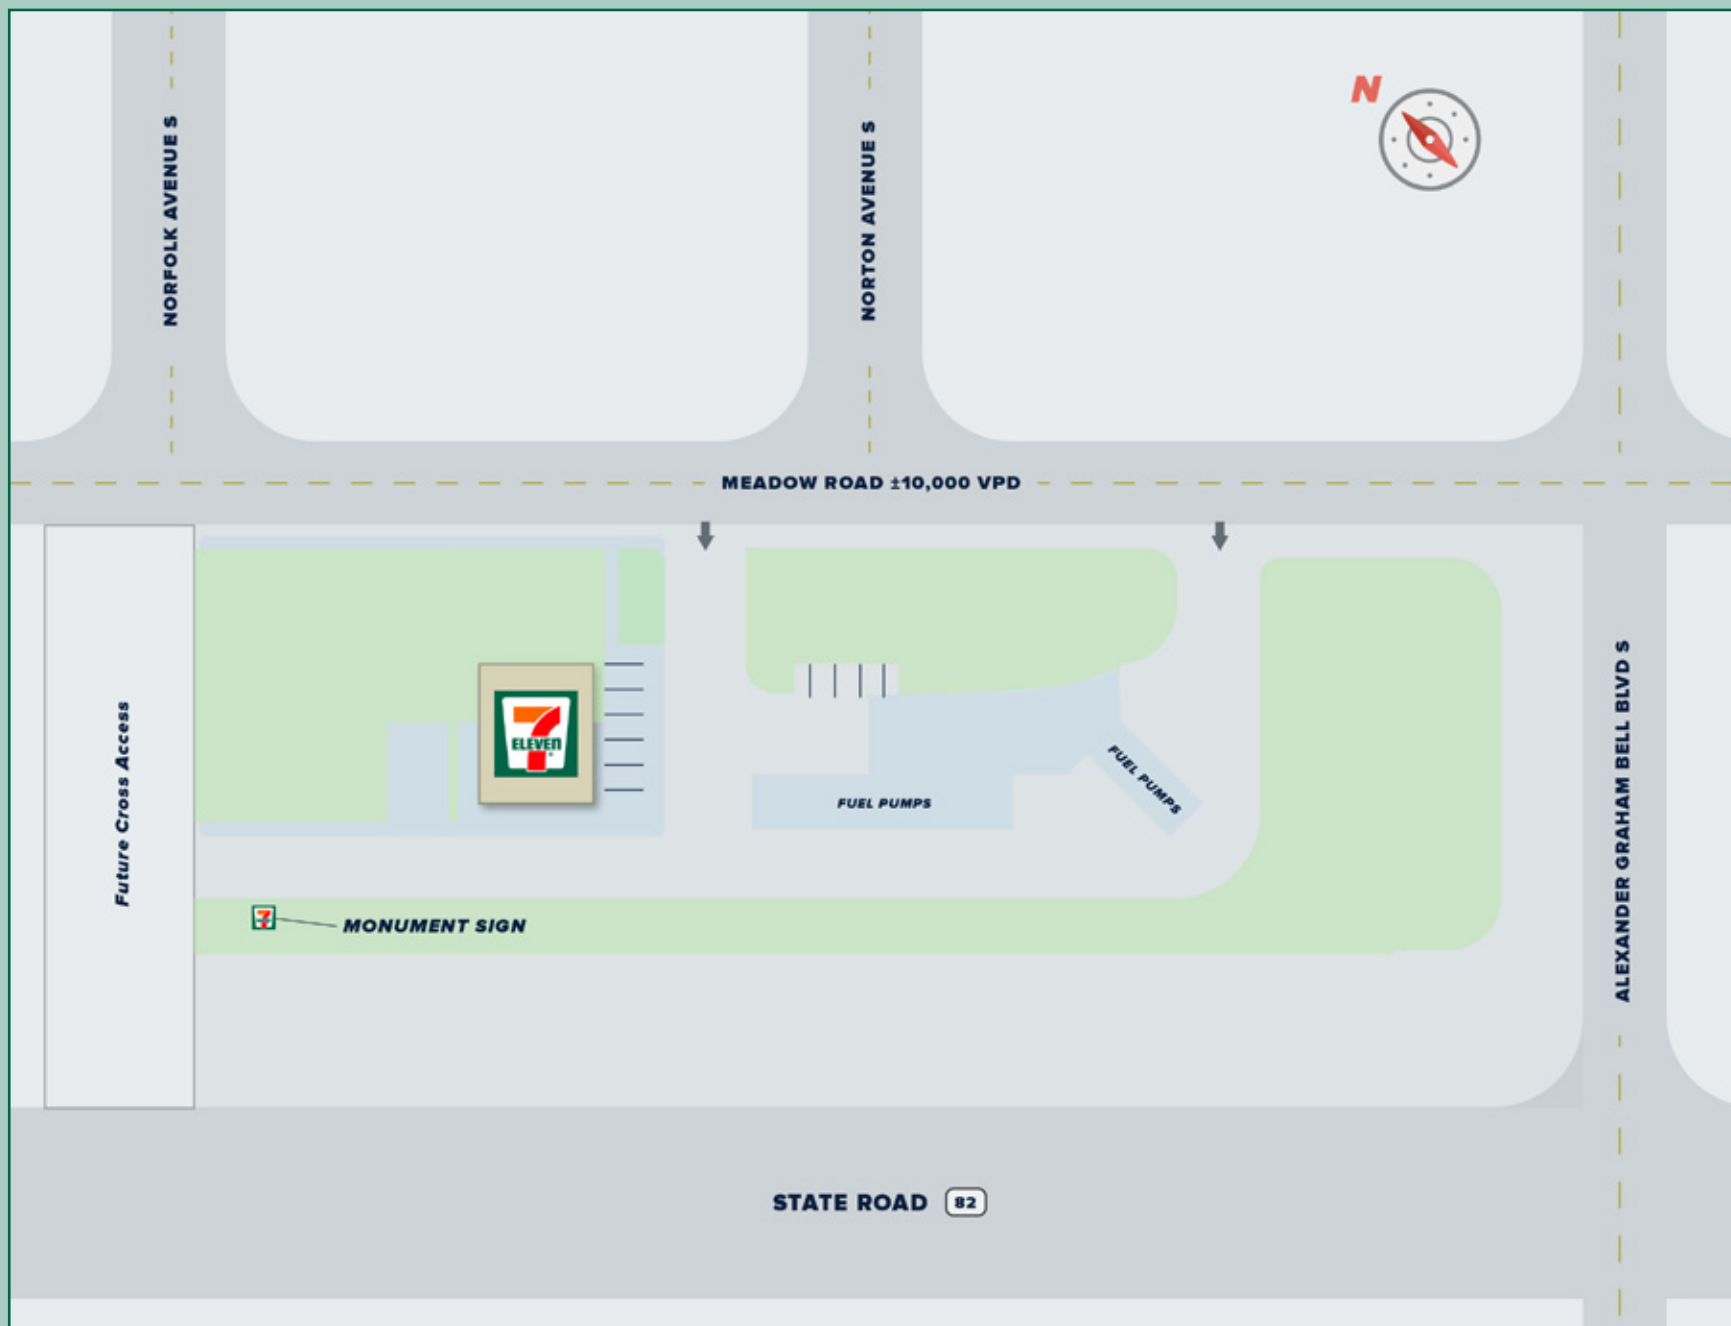 N
NORFOLK AVENUE S
NORTON AVENUE S
MEADOW ROAD ±10,000 VPD
Future Cross Access
7
ELEVEn
FUEL PUMPS
FUEL PUMPS
ALEXANDER GRAHAM BELL BLVD S
7
MONUMENT SIGN
STATE ROAD 82